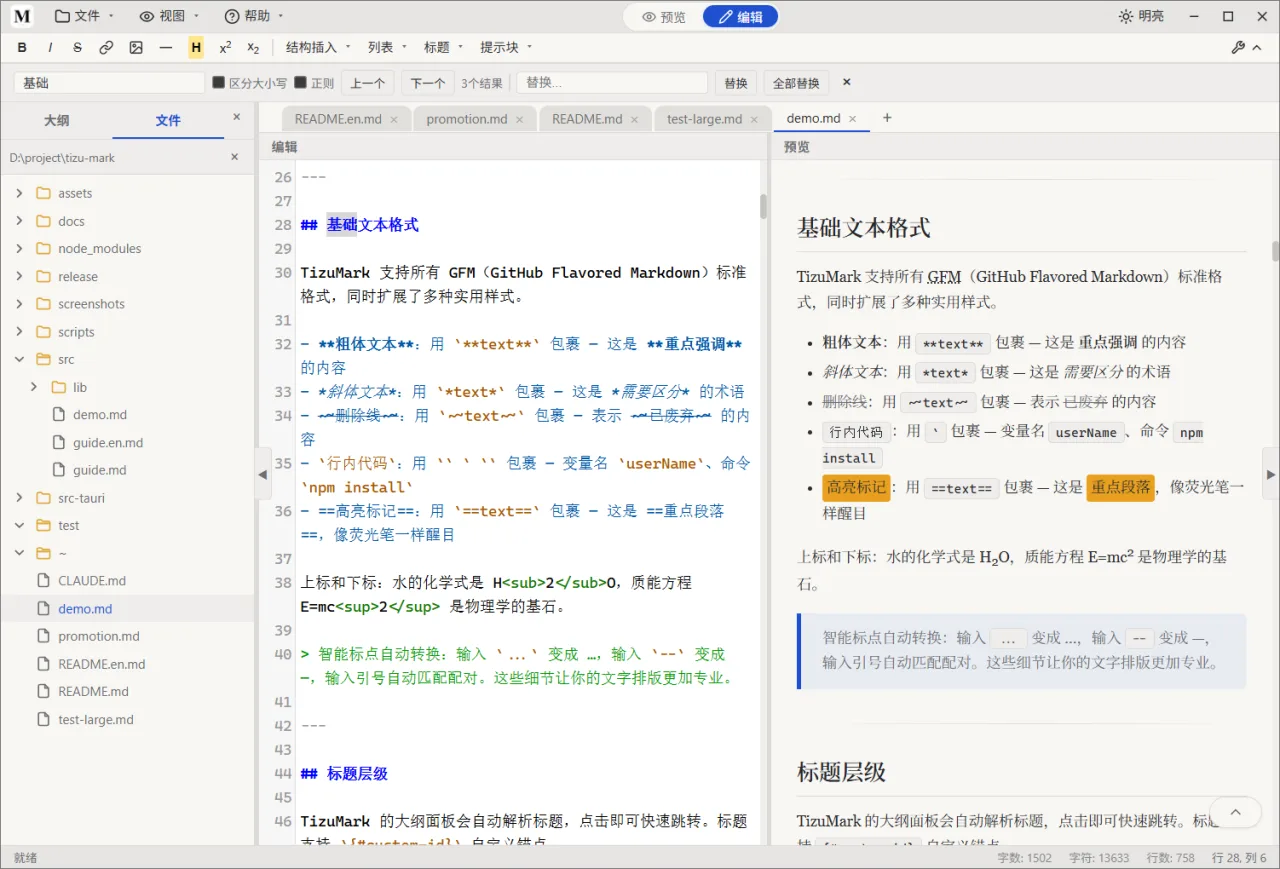 M 文件 视图 帮助 预览 编辑 明亮
B I S H x² x₂ 结构插入 列表 标题 提示块
基础 区分大小写 正则 上一个 下一个 3个结果 替换... 替换 全部替换 ×
大纲 文件 ×
D:\project\tizu-mark ×
assets
docs
node_modules
release
screenshots
scripts
src
lib
demo.md
guide.en.md
guide.md
src-tauri
test
~
CLAUDE.md
demo.md
promotion.md
README.en.md
README.md
test-large.md
README.en.md × promotion.md × README.md × test-large.md × demo.md × +
编辑
26 ---
27
28 ## 基础文本格式
29
30 TizuMark 支持所有 GFM（GitHub Flavored Markdown）标准
格式，同时扩展了多种实用样式。
31
32 - **粗体文本**：用 `**text**` 包裹 — 这是 **重点强调**
的内容
33 - *斜体文本*：用 `*text*` 包裹 — 这是 *需要区分* 的术语
34 - ~~删除线~~：用 `~~text~~` 包裹 — 表示 ~~已废弃~~ 的内
容
35 - `行内代码`：用 `` ` `` 包裹 — 变量名 `userName`、命令
`npm install`
36 - ==高亮标记==：用 `==text==` 包裹 — 这是 ==重点段落
==，像荧光笔一样醒目
37
38 上标和下标：水的化学式是 H<sub>2</sub>O，质能方程
E=mc<sup>2</sup> 是物理学的基石。
39
40 > 智能标点自动转换：输入 `...` 变成 …，输入 `--` 变成
—，输入引号自动匹配配对。这些细节让你的文字排版更加专业。
41
42 ---
43
44 ## 标题层级
45
46 TizuMark 的大纲面板会自动解析标题，点击即可快速跳转。标题
支持 `{#custom-id}` 自定义锚点
预览
基础文本格式
TizuMark 支持所有 GFM（GitHub Flavored Markdown）标准格
式，同时扩展了多种实用样式。
• 粗体文本：用 **text** 包裹 — 这是 重点强调 的内容
• 斜体文本：用 *text* 包裹 — 这是 需要区分 的术语
• 删除线：用 ~~text~~ 包裹 — 表示 已废弃 的内容
• 行内代码：用 ` 包裹 — 变量名 userName、命令 npm
install
• 高亮标记：用 ==text== 包裹 — 这是 重点段落，像荧光笔一
样醒目
上标和下标：水的化学式是 H₂O，质能方程 E=mc² 是物理学的基
石。
智能标点自动转换：输入 ... 变成 …，输入 -- 变成 —，
输入引号自动匹配配对。这些细节让你的文字排版更加专业。
标题层级
TizuMark 的大纲面板会自动解析标题，点击即可快速跳转。标题
自定义锚点
就绪 字数: 1502 字符: 13633 行数: 758 行 28, 列 6